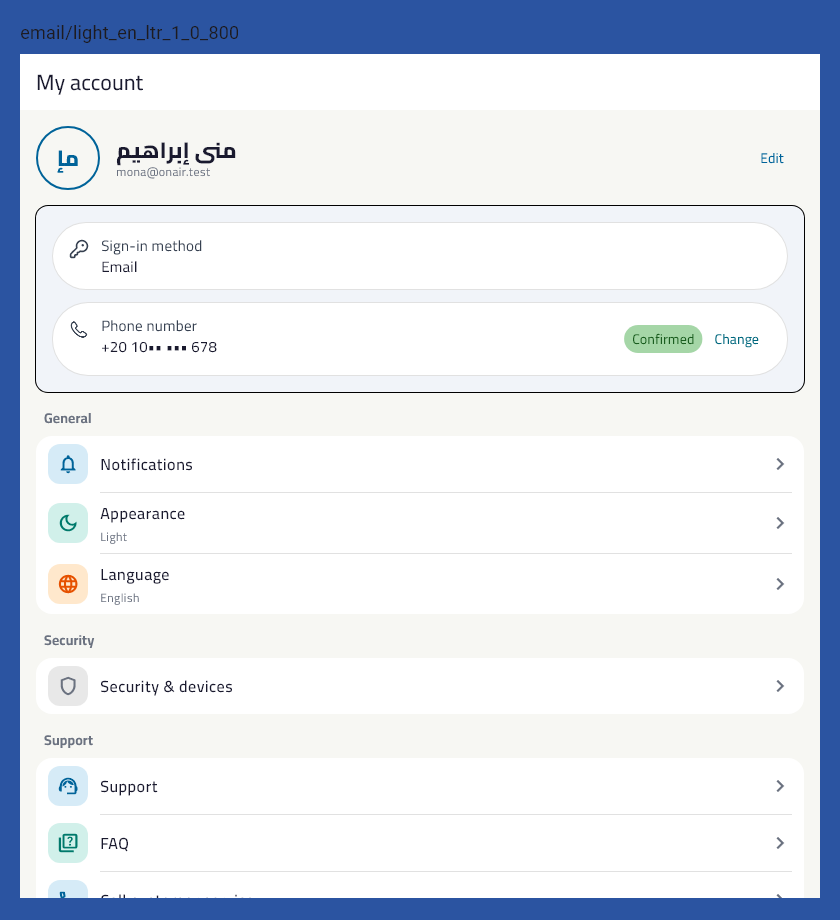 email/light_en_ltr_1_0_800
My account
مإ
منى إبراهيم
mona@onair.test
Edit
Sign-in method
Email
Phone number
+20 10▪▪ ▪▪▪ 678
Confirmed
Change
General
Notifications
Appearance
Light
Language
English
Security
Security & devices
Support
Support
FAQ